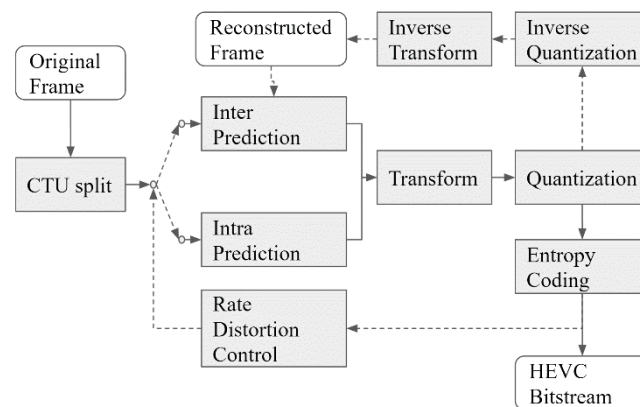 Original
Frame
Reconstructed
Frame
Inverse
Transform
Inverse
Quantization
Inter
Prediction
CTU split
Transform
Quantization
Intra
Prediction
Entropy
Coding
Rate
Distortion
Control
HEVC
Bitstream